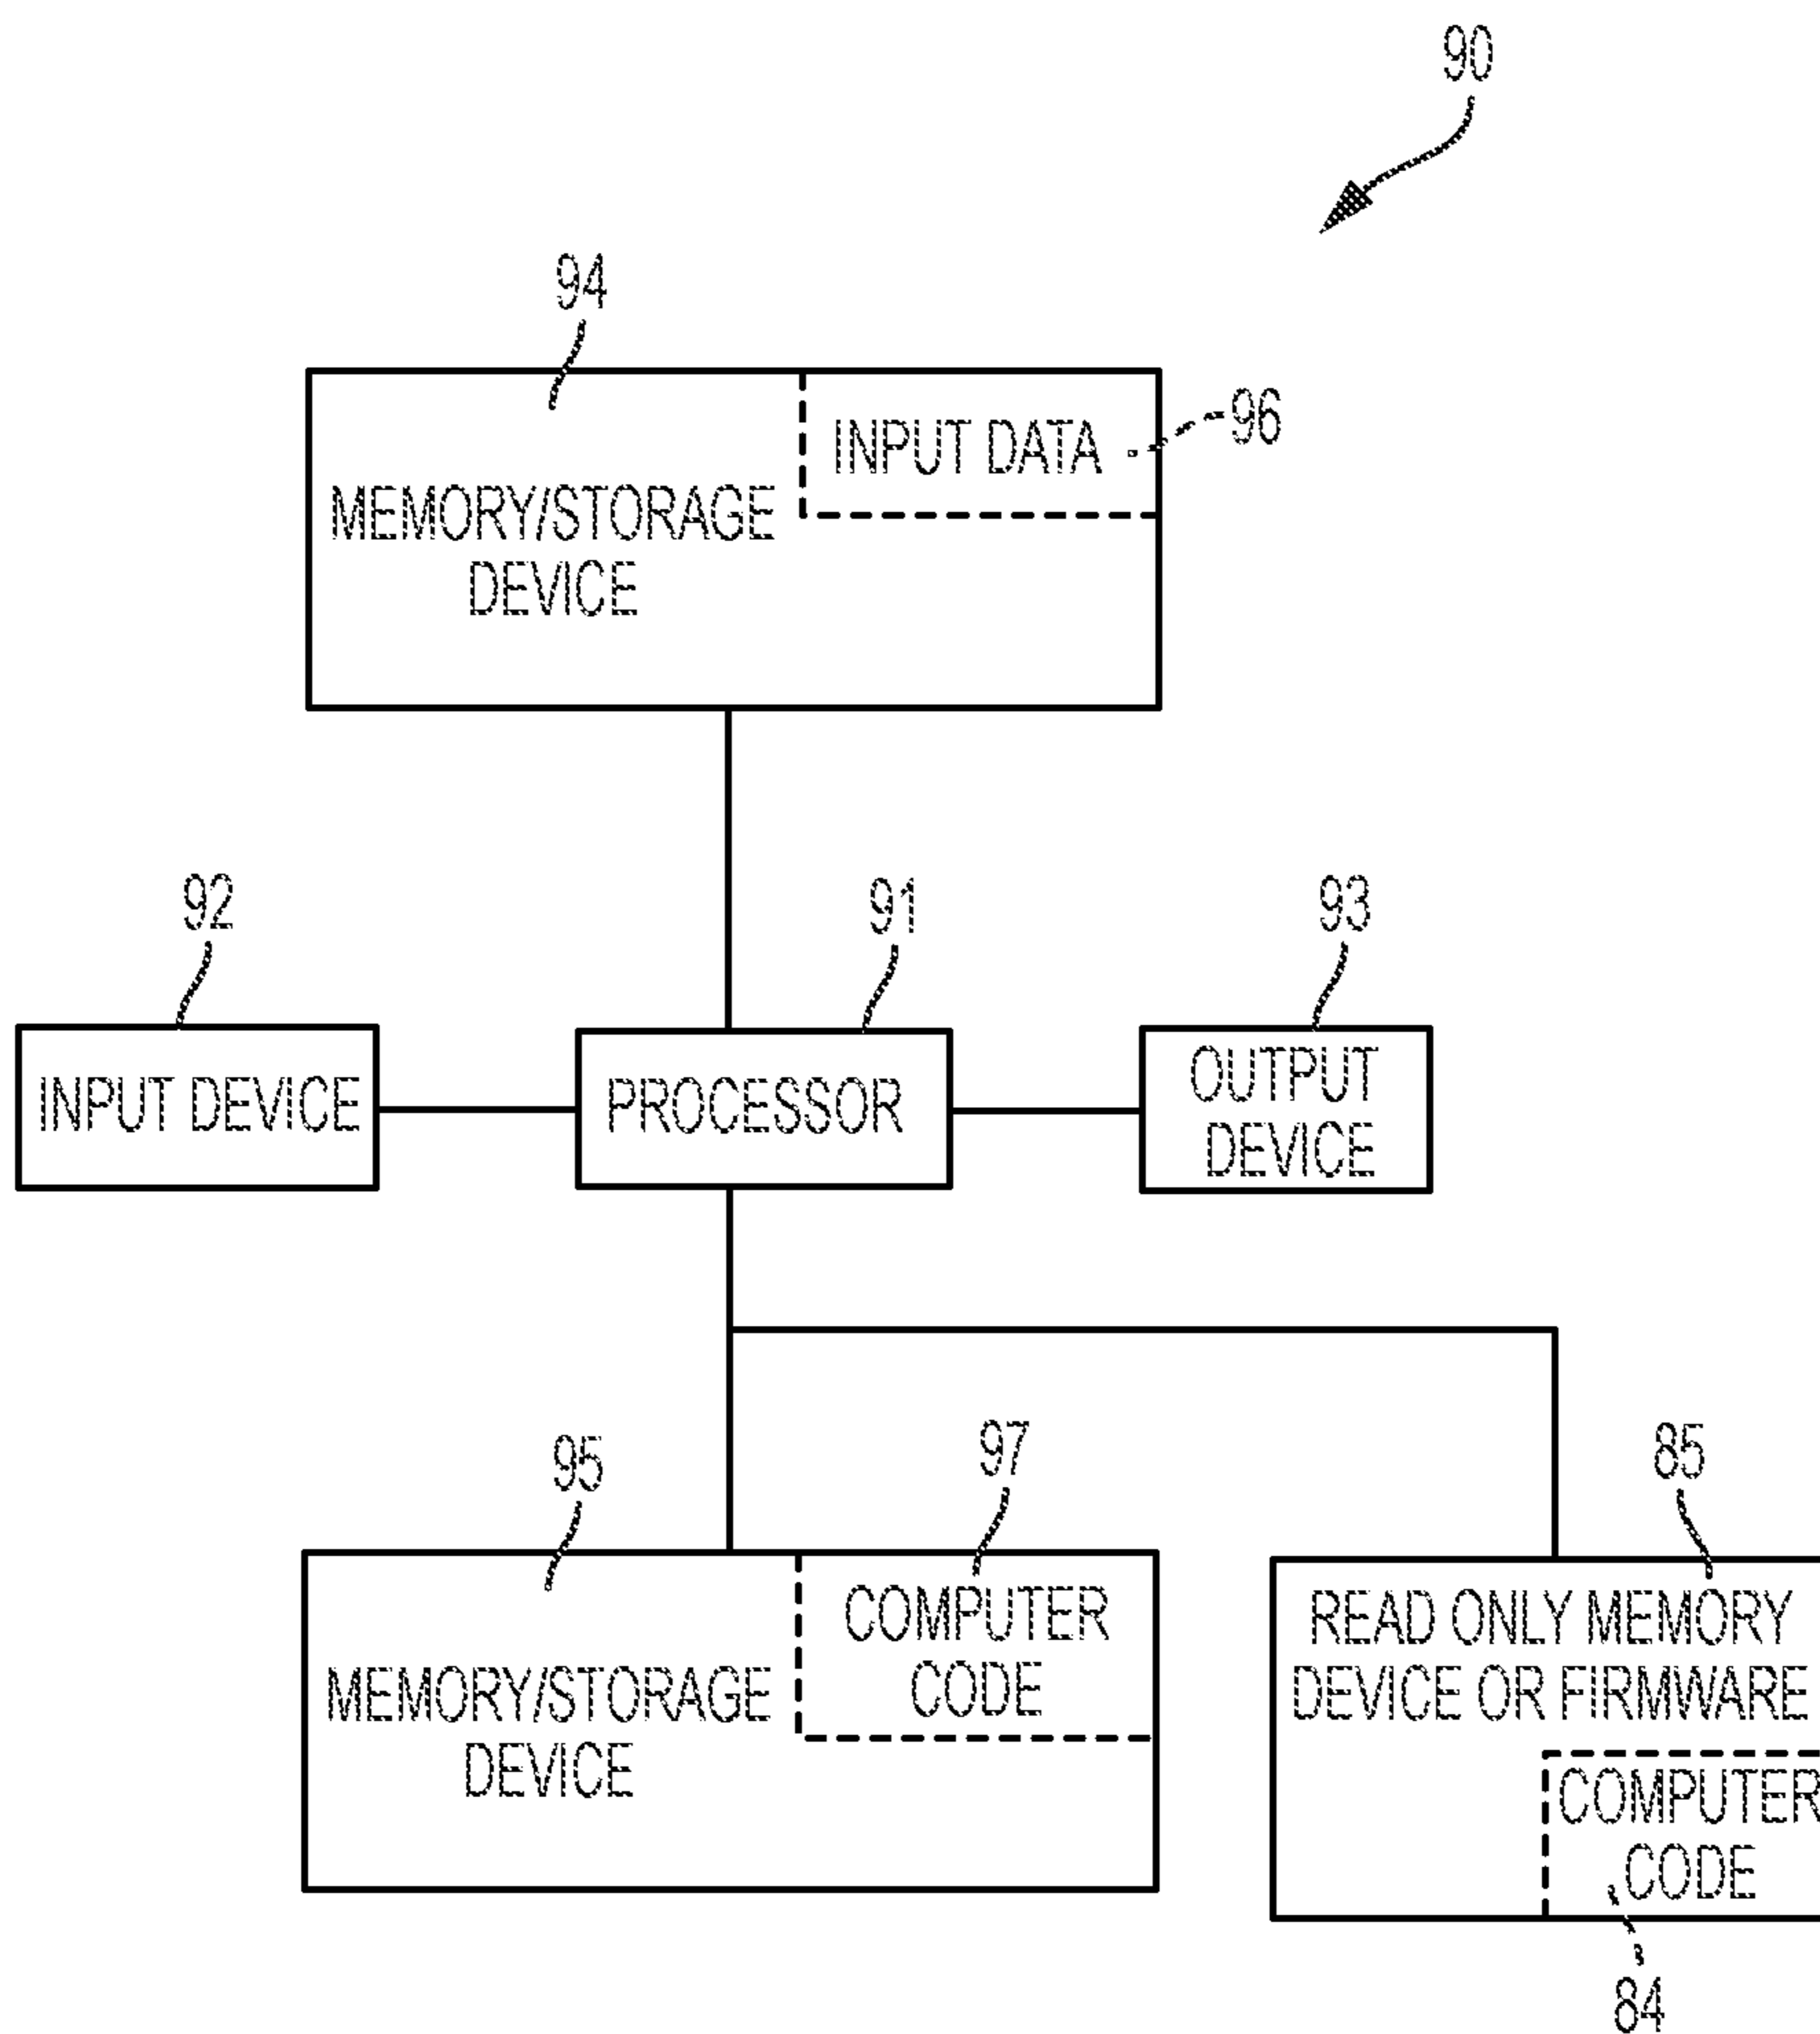 90
94
INPUT DATA
96
MEMORY/STORAGE
DEVICE
92
91
93
INPUT DEVICE
PROCESSOR
OUTPUT
DEVICE
95
97
85
COMPUTER
CODE
MEMORY/STORAGE
DEVICE
READ ONLY MEMORY
DEVICE OR FIRMWARE
COMPUTER
CODE
84